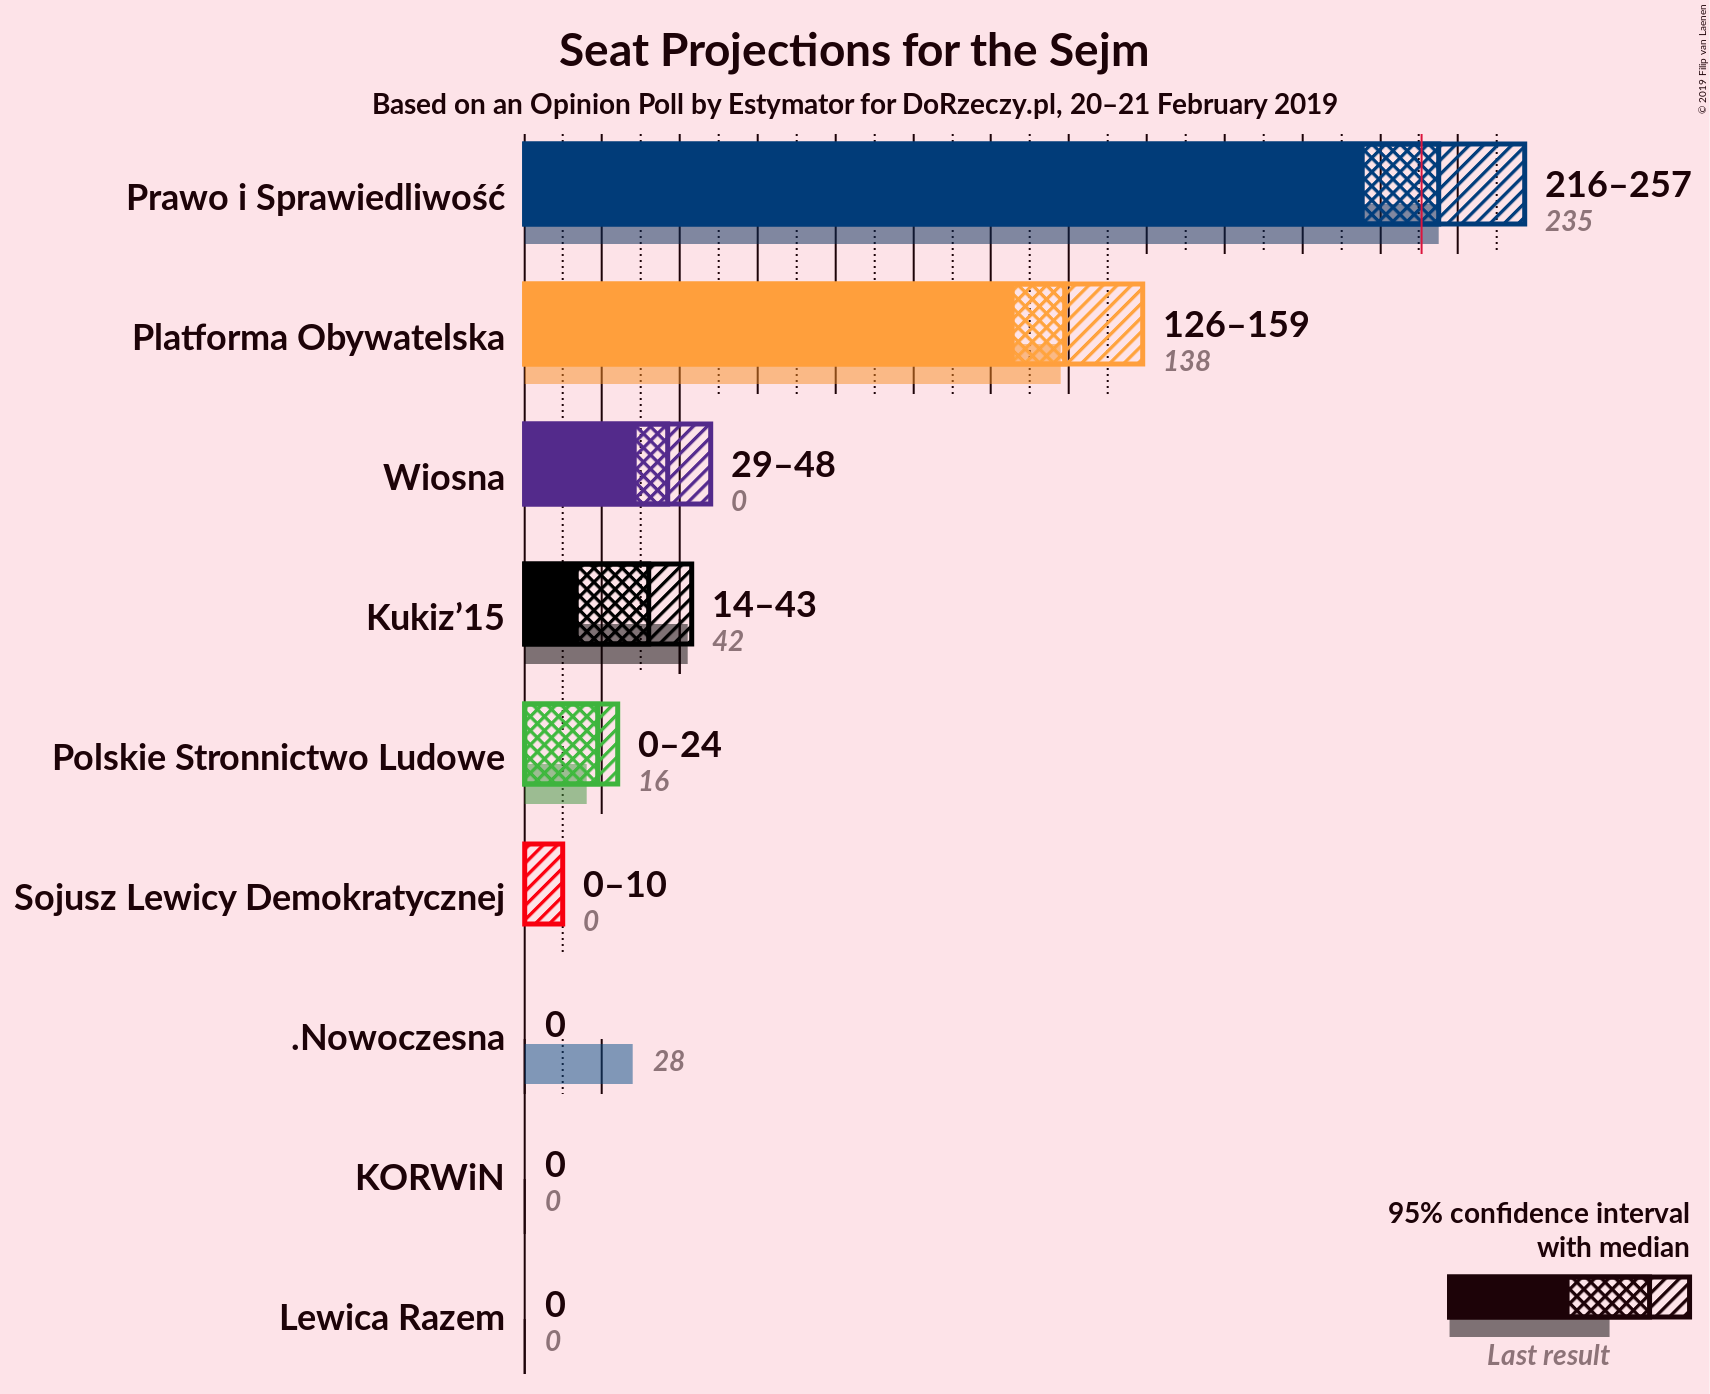 Seat Projections for the Sejm
Based on an Opinion Poll by Estymator for DoRzeczy.pl, 20–21 February 2019
© 2019 Filip van Laenen
Prawo i Sprawiedliwość
216–257
235
Platforma Obywatelska
126–159
138
Wiosna
29–48
0
Kukiz’15
14–43
42
Polskie Stronnictwo Ludowe
0–24
16
Sojusz Lewicy Demokratycznej
0–10
0
.Nowoczesna
0
28
KORWiN
0
0
Lewica Razem
0
0
95% confidence interval
with median
Last result